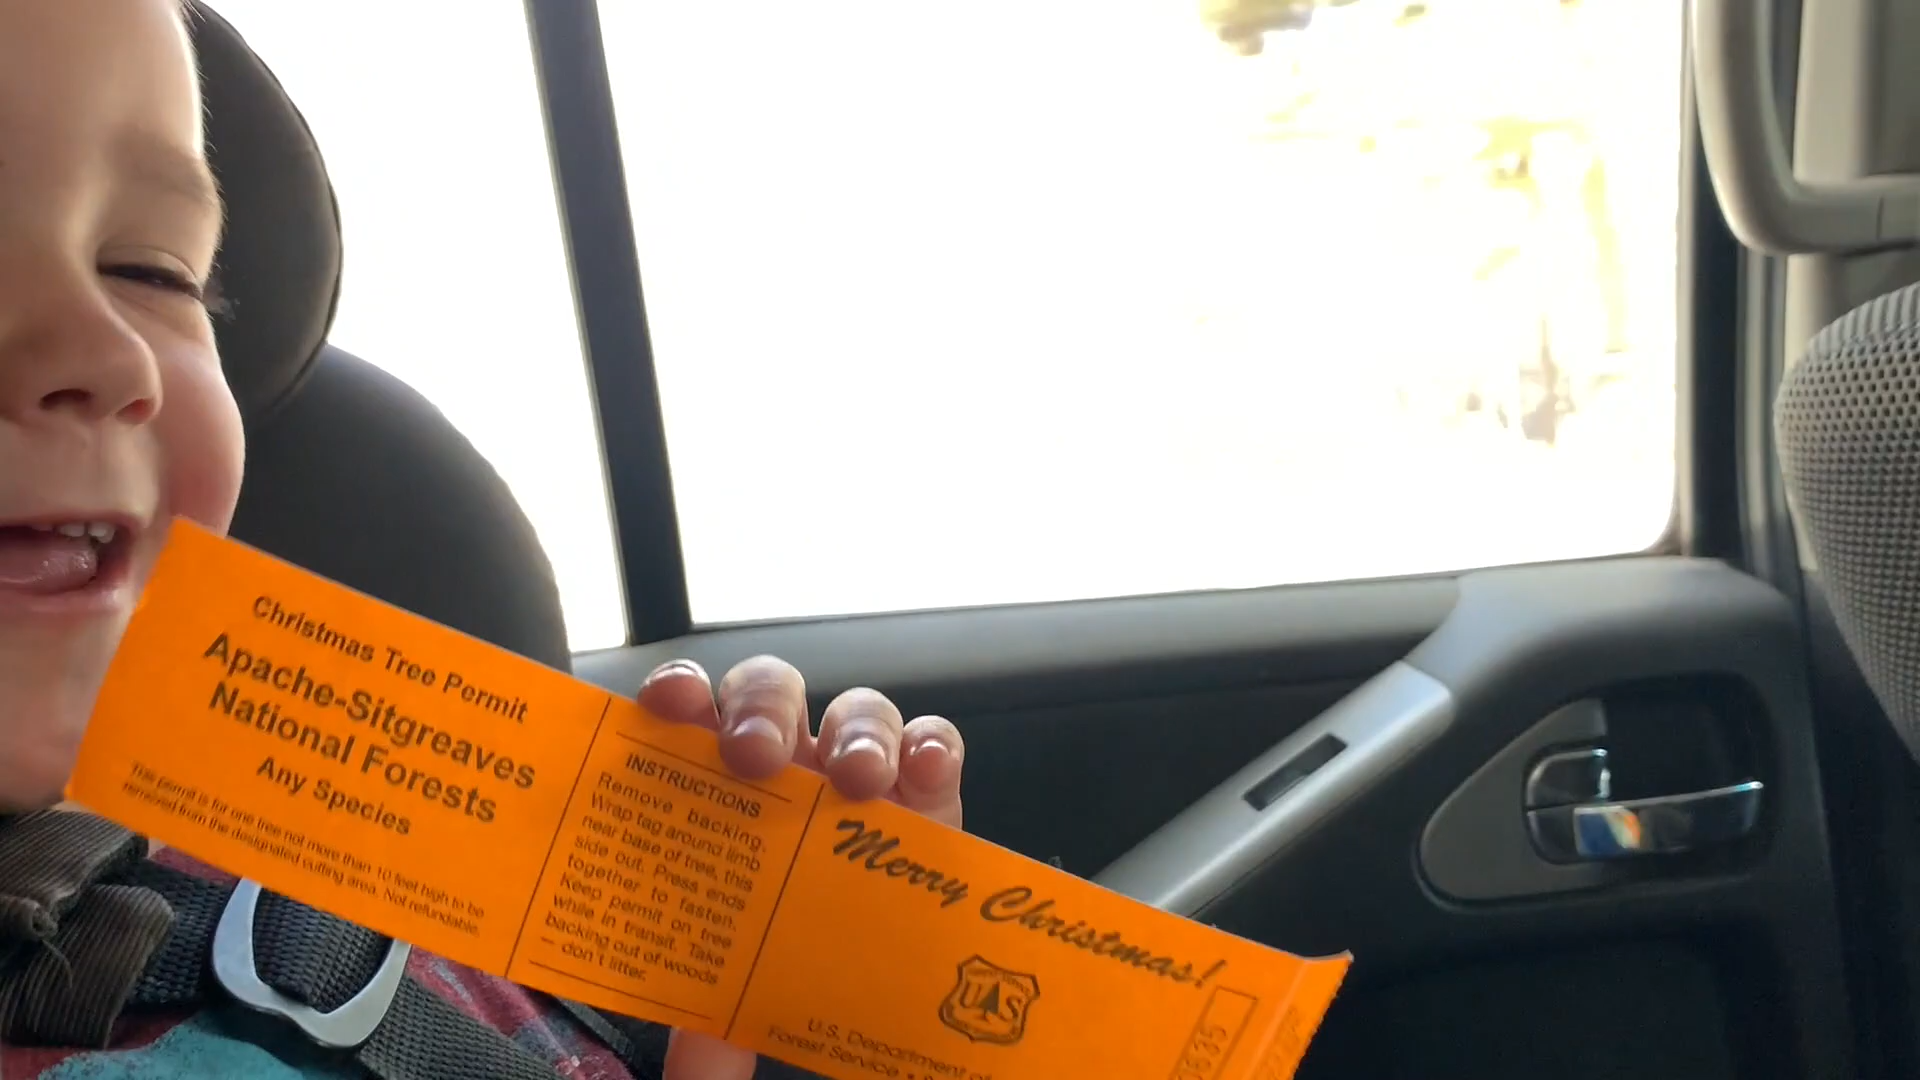 Christmas Tree Permit
Apache-Sitgreaves
National Forests
Any Species
This permit is for one tree not more than 10 feet high to be
removed from the designated cutting area. Not refundable.
INSTRUCTIONS
Remove backing.
Wrap tag around limb
near base of tree, this
side out. Press ends
together to fasten.
Keep permit on tree
while in transit. Take
backing out of woods
– don't litter.
Merry Christmas!
U S
U.S. Department of
Forest Service •